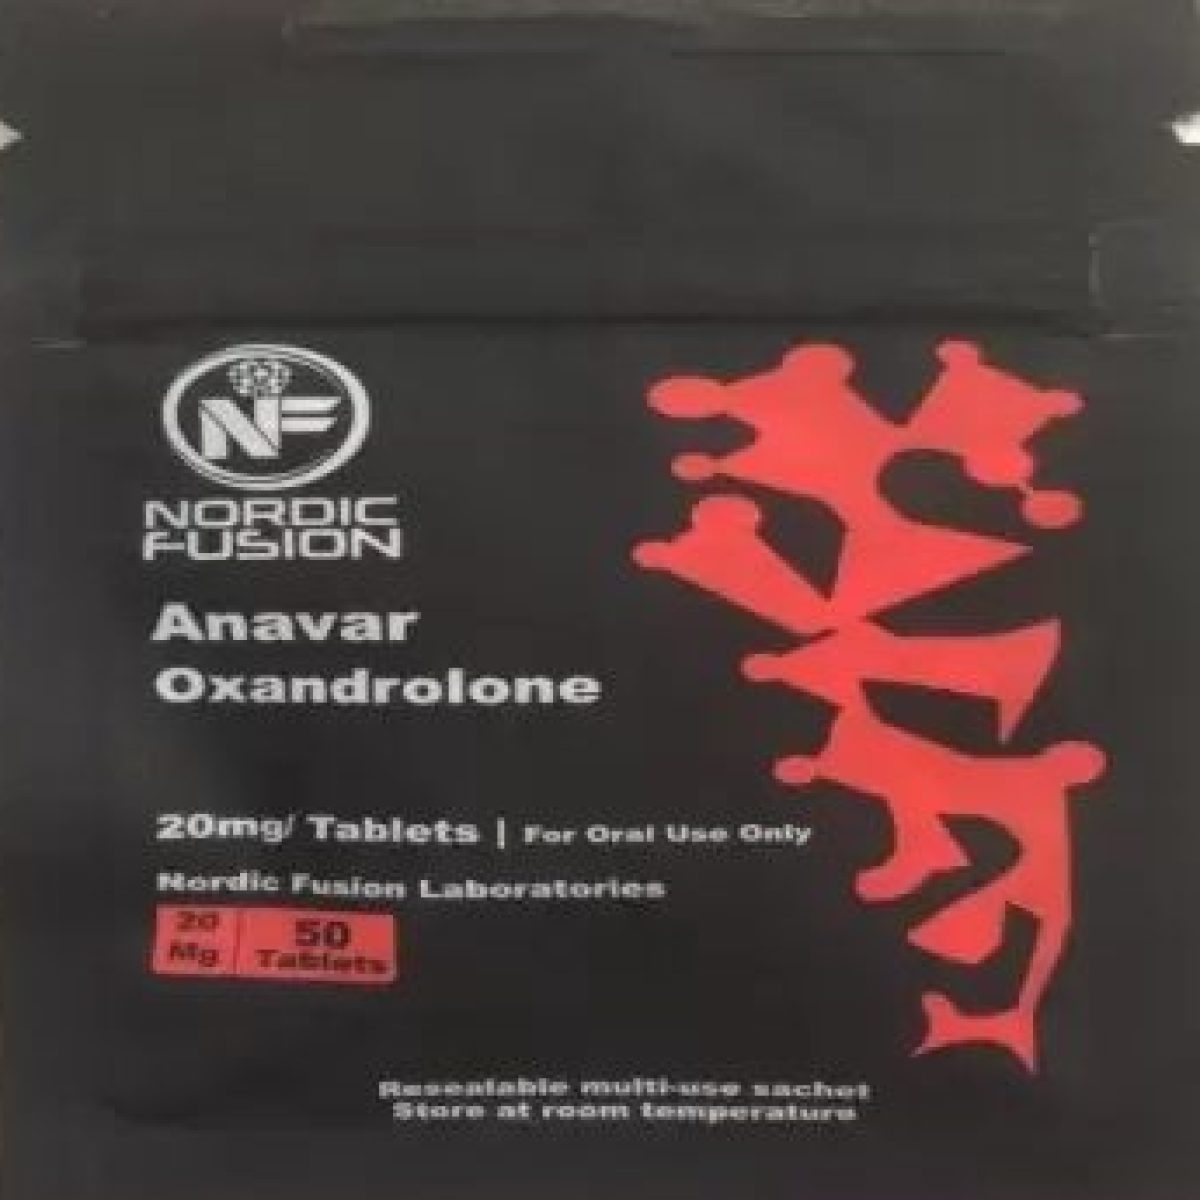 NF
NORDIC
FUSION
Anavar
Oxandrolone
20mg/ Tablets | For Oral Use Only
Nordic Fusion Laboratories
20 Mg
50 Tablets
Resealable multi-use sachet
Store at room temperature